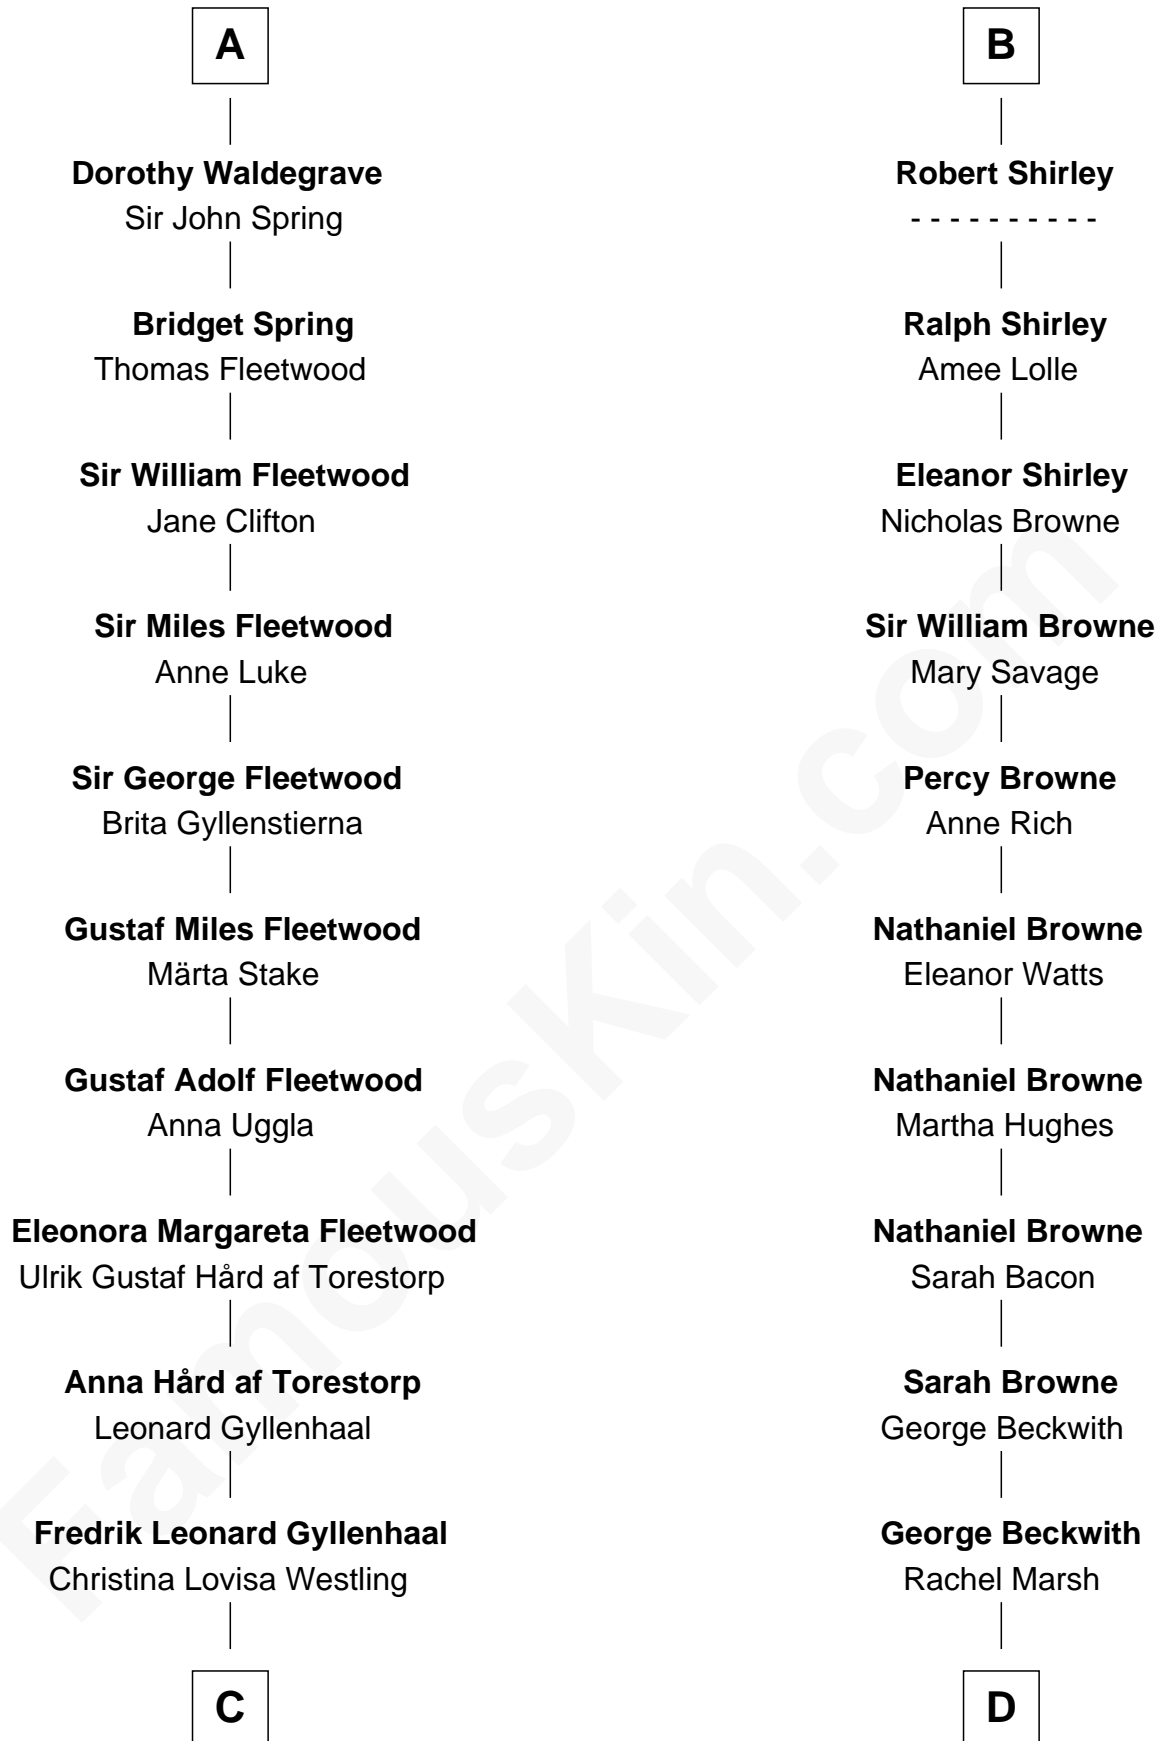 A
Dorothy Waldegrave
Sir John Spring
Bridget Spring
Thomas Fleetwood
Sir William Fleetwood
Jane Clifton
Sir Miles Fleetwood
Anne Luke
Sir George Fleetwood
Brita Gyllenstierna
Gustaf Miles Fleetwood
Märta Stake
Gustaf Adolf Fleetwood
Anna Uggla
Eleonora Margareta Fleetwood
Ulrik Gustaf Hård af Torestorp
Anna Hård af Torestorp
Leonard Gyllenhaal
Fredrik Leonard Gyllenhaal
Christina Lovisa Westling
C
B
Robert Shirley
- - - - - - - - - -
Ralph Shirley
Amee Lolle
Eleanor Shirley
Nicholas Browne
Sir William Browne
Mary Savage
Percy Browne
Anne Rich
Nathaniel Browne
Eleanor Watts
Nathaniel Browne
Martha Hughes
Nathaniel Browne
Sarah Bacon
Sarah Browne
George Beckwith
George Beckwith
Rachel Marsh
D
FamousKin.com